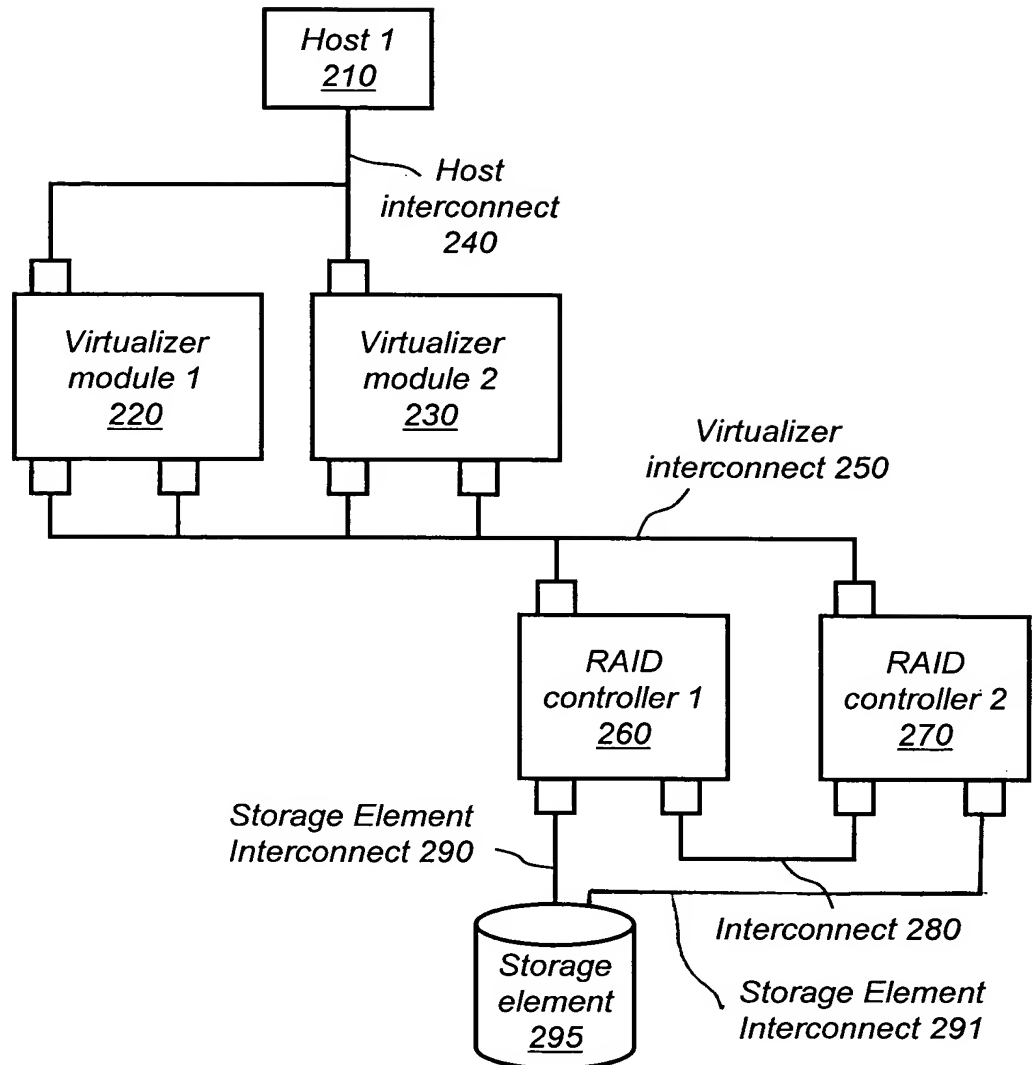 Host 1
210
Host
interconnect
240
Virtualizer
module 1
220
Virtualizer
module 2
230
Virtualizer
interconnect 250
RAID
controller 1
260
RAID
controller 2
270
Storage Element
Interconnect 290
Interconnect 280
Storage
element
295
Storage Element
Interconnect 291